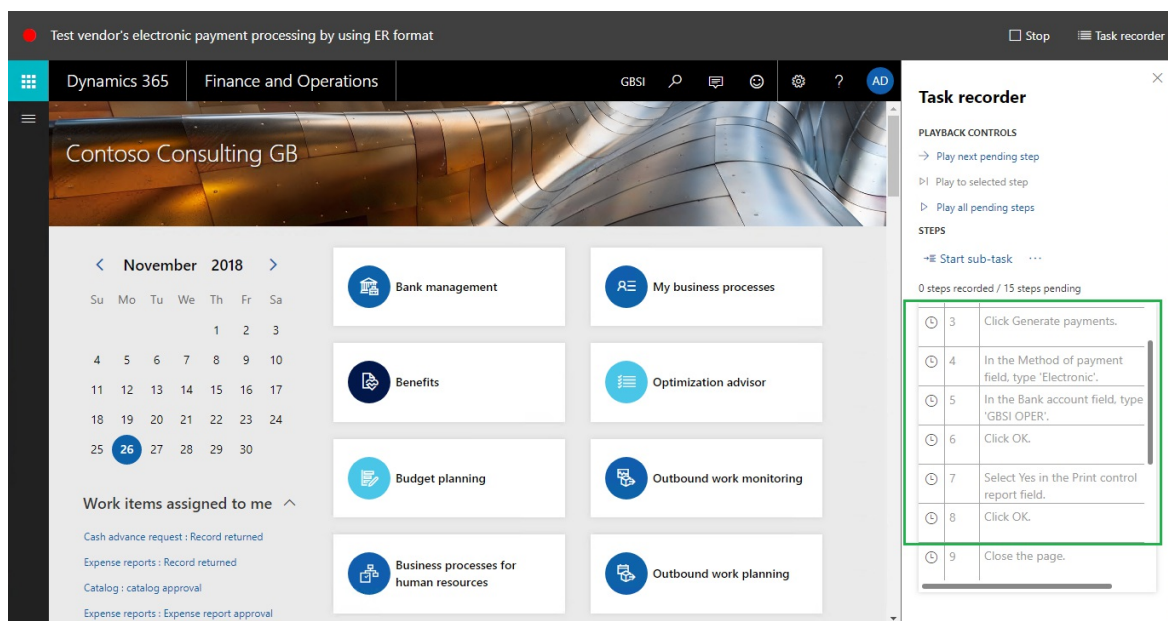 Test vendor's electronic payment processing by using ER format
Stop
Task recorder
Dynamics 365
Finance and Operations
GBSI
?
AD
Contoso Consulting GB
November 2018
Su Mo Tu We Th Fr Sa
1 2 3
4 5 6 7 8 9 10
11 12 13 14 15 16 17
18 19 20 21 22 23 24
25 26 27 28 29 30
Work items assigned to me
Cash advance request : Record returned
Expense reports : Record returned
Catalog : catalog approval
Expense reports : Expense report approval
Bank management
My business processes
Benefits
Optimization advisor
Budget planning
Outbound work monitoring
Business processes for
human resources
Outbound work planning
Task recorder
PLAYBACK CONTROLS
Play next pending step
Play to selected step
Play all pending steps
STEPS
Start sub-task ···
0 steps recorded / 15 steps pending
3 Click Generate payments.
4 In the Method of payment
field, type 'Electronic'.
5 In the Bank account field, type
'GBSI OPER'.
6 Click OK.
7 Select Yes in the Print control
report field.
8 Click OK.
9 Close the page.